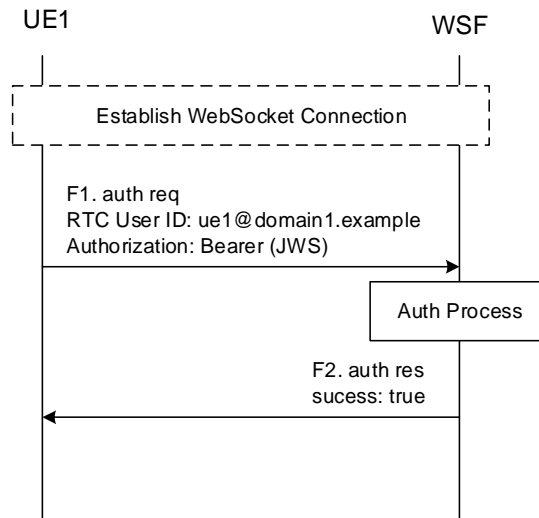 UE1
WSF
Establish WebSocket Connection
F1. auth req
RTC User ID: ue1@domain1.example
Authorization: Bearer (JWS)
Auth Process
F2. auth res
sucess: true